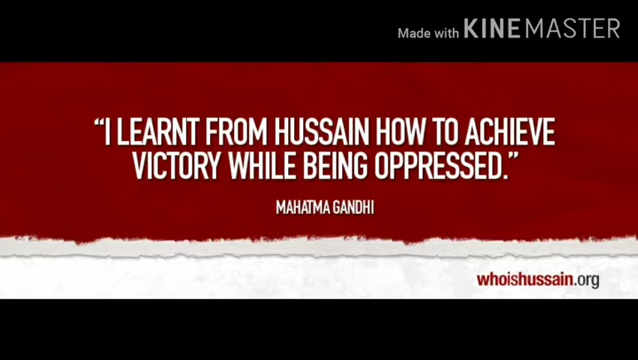 Made with KINEMASTER
“I LEARNT FROM HUSSAIN HOW TO ACHIEVE
VICTORY WHILE BEING OPPRESSED.”
MAHATMA GANDHI
whoishussain.org